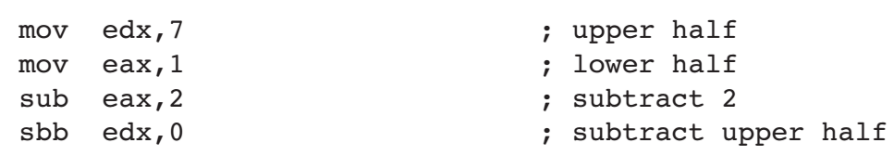 mov edx,7 ; upper half
mov eax,1 ; lower half
sub eax,2 ; subtract 2
sbb edx,0 ; subtract upper half